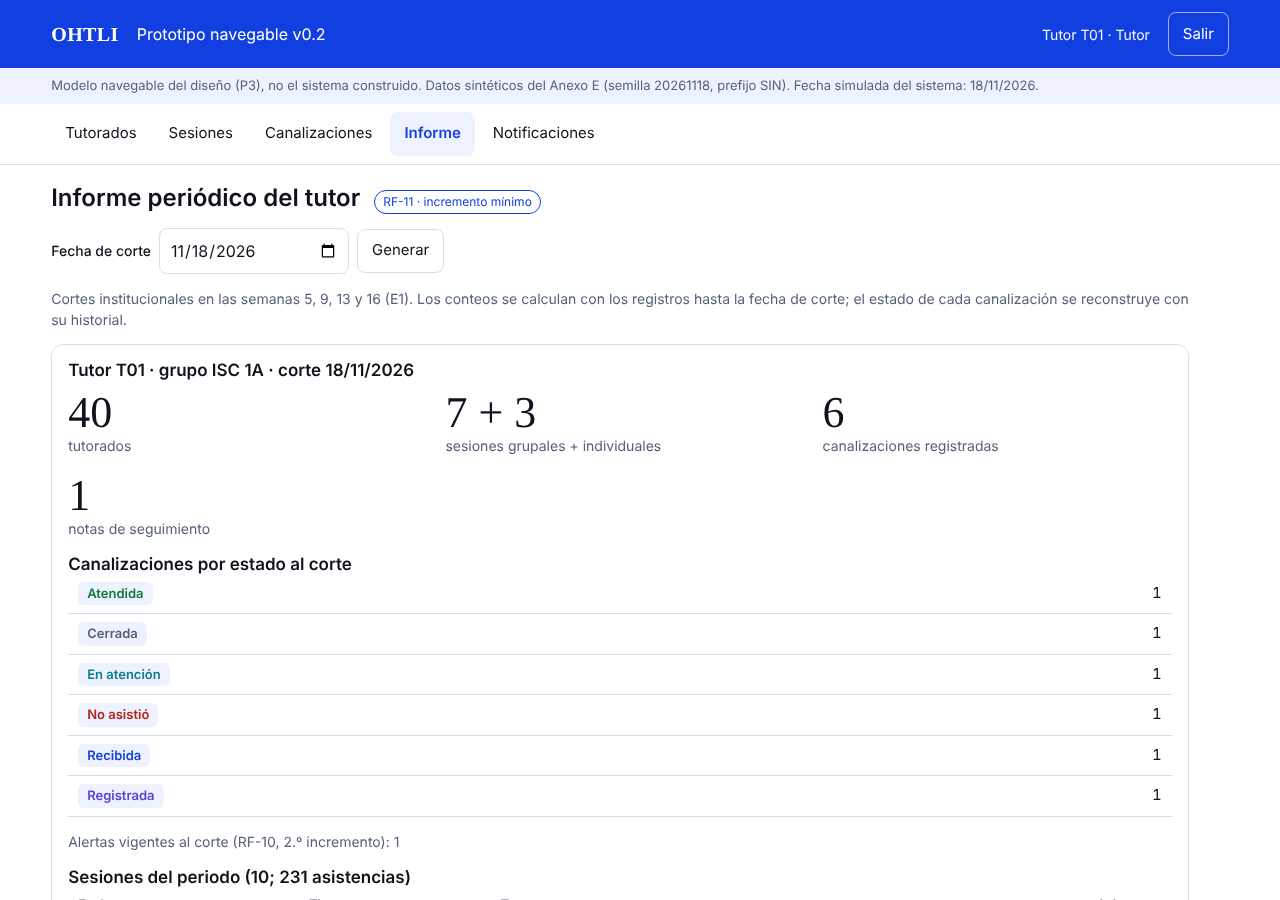 OHTLI Prototipo navegable v0.2 Tutor T01 · Tutor Salir
Modelo navegable del diseño (P3), no el sistema construido. Datos sintéticos del Anexo E (semilla 20261118, prefijo SIN). Fecha simulada del sistema: 18/11/2026.
Tutorados Sesiones Canalizaciones Informe Notificaciones
Informe periódico del tutor RF-11 · incremento mínimo
Fecha de corte 11/18/2026 Generar
Cortes institucionales en las semanas 5, 9, 13 y 16 (E1). Los conteos se calculan con los registros hasta la fecha de corte; el estado de cada canalización se reconstruye con
su historial.
Tutor T01 · grupo ISC 1A · corte 18/11/2026
40 7 + 3 6
tutorados sesiones grupales + individuales canalizaciones registradas
1
notas de seguimiento
Canalizaciones por estado al corte
Atendida 1
Cerrada 1
En atención 1
No asistió 1
Recibida 1
Registrada 1
Alertas vigentes al corte (RF-10, 2.º incremento): 1
Sesiones del periodo (10; 231 asistencias)